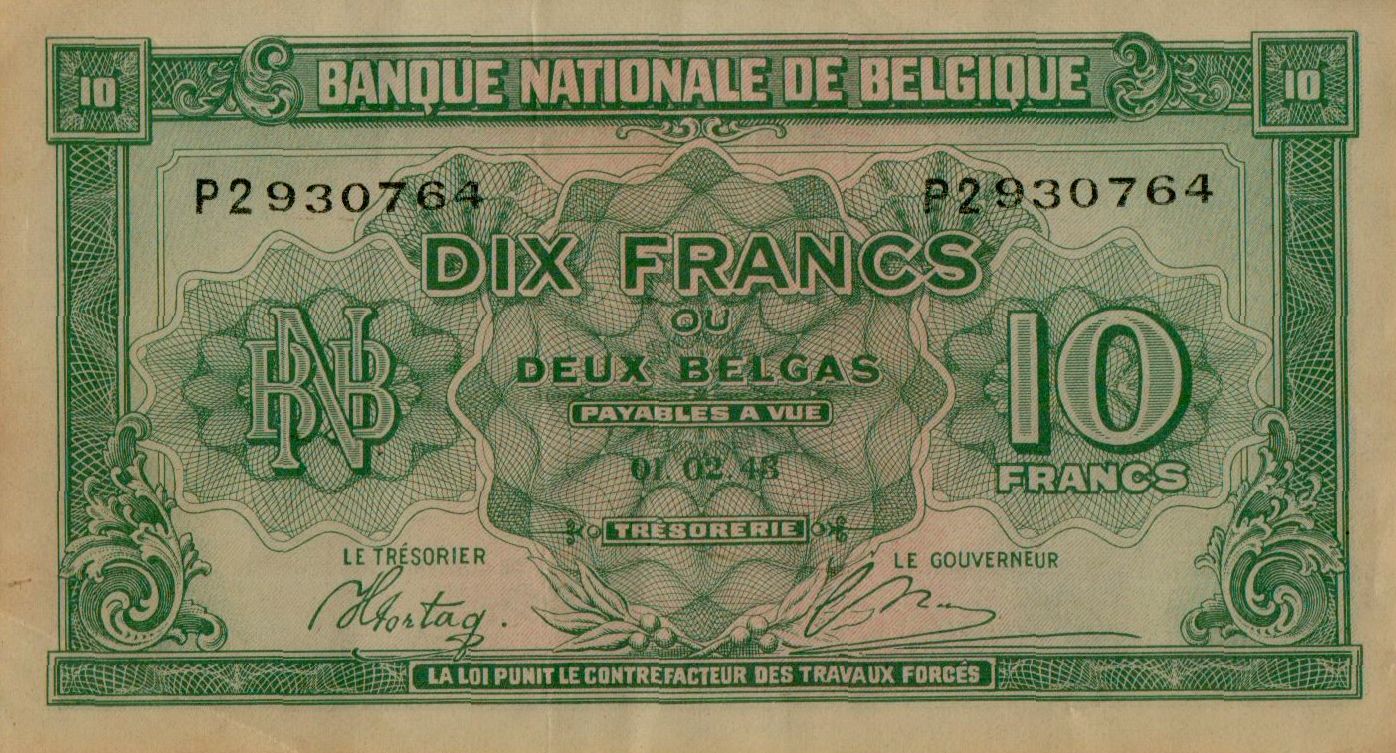 10 BANQUE NATIONALE DE BELGIQUE 10
P2930764 P2930764
DIX FRANCS
OU
DEUX BELGAS
PAYABLES A VUE
BNB
10
FRANCS
01.02.43
TRÉSORERIE
LE TRÉSORIER
LE GOUVERNEUR
LA LOI PUNIT LE CONTREFACTEUR DES TRAVAUX FORCÉS